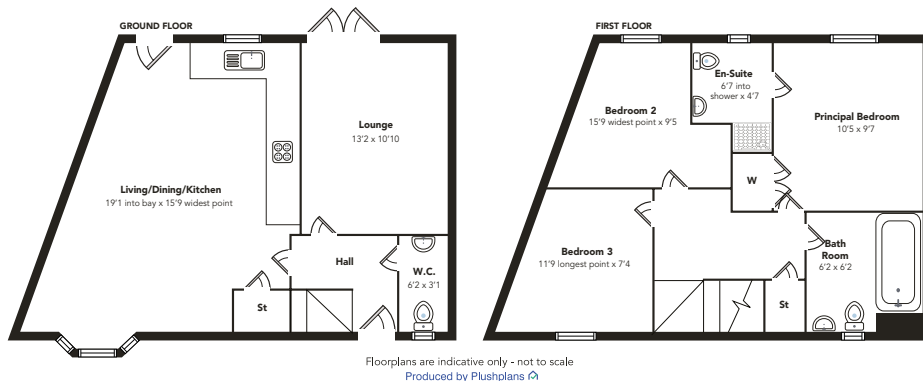 GROUND FLOOR
Living/Dining/Kitchen
19'1 into bay x 15'9 widest point
Lounge
13'2 x 10'10
Hall
W.C.
6'2 x 3'1
St
FIRST FLOOR
Bedroom 2
15'9 widest point x 9'5
En-Suite
6'7 into
shower x 4'7
Principal Bedroom
10'5 x 9'7
W
Bedroom 3
11'9 longest point x 7'4
Bath
Room
6'2 x 6'2
St
Floorplans are indicative only - not to scale
Produced by Plushplans